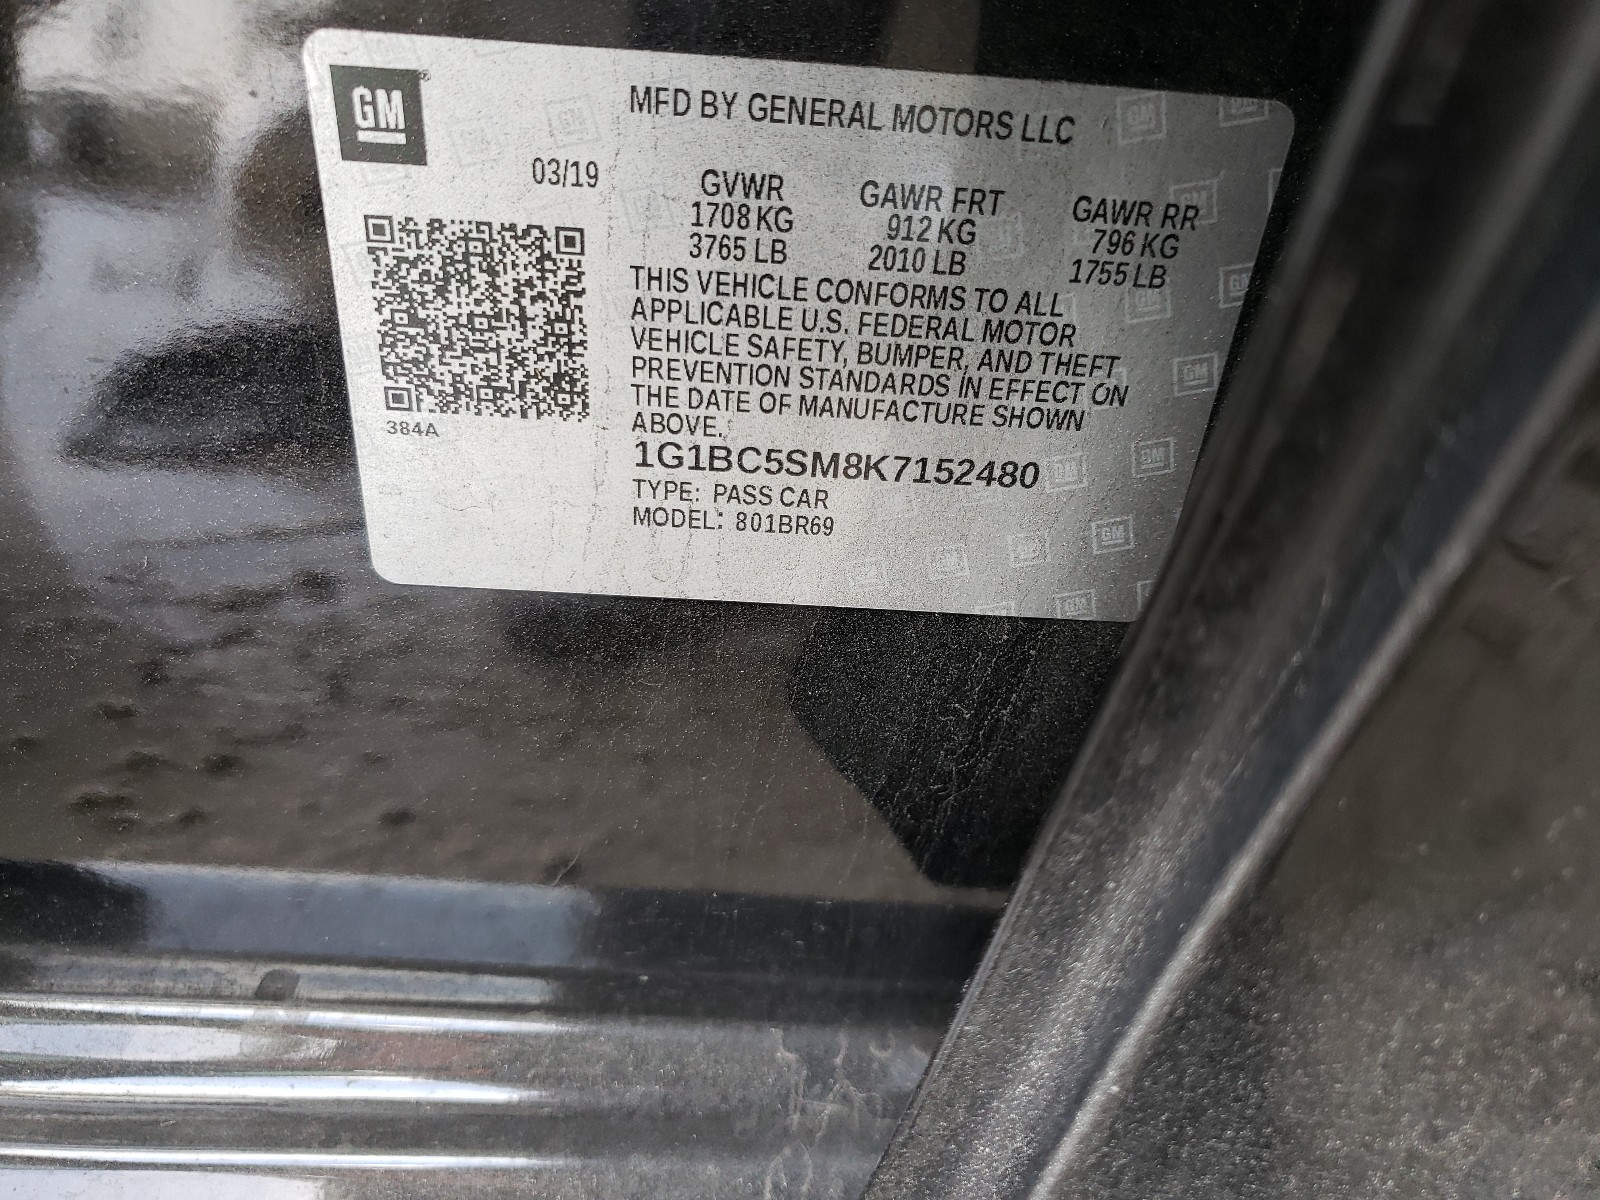 GM
MFD BY GENERAL MOTORS LLC
03/19
GVWR GAWR FRT GAWR RR
1708 KG 912 KG 796 KG
3765 LB 2010 LB 1755 LB
THIS VEHICLE CONFORMS TO ALL
APPLICABLE U.S. FEDERAL MOTOR
VEHICLE SAFETY, BUMPER, AND THEFT
PREVENTION STANDARDS IN EFFECT ON
THE DATE OF MANUFACTURE SHOWN
ABOVE.
384A
1G1BC5SM8K7152480
TYPE: PASS CAR
MODEL: 801BR69